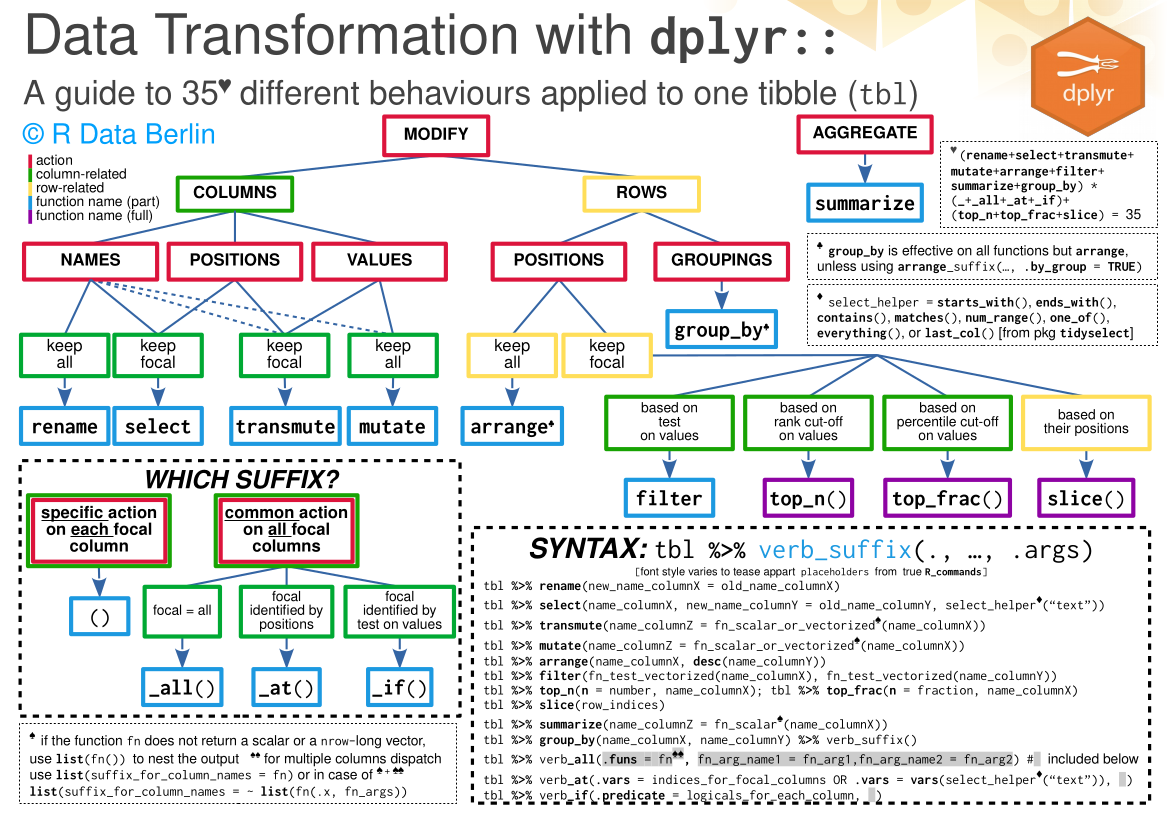 Data Transformation with dplyr::
A guide to 35♥ different behaviours applied to one tibble (tbl)
dplyr
© R Data Berlin
action
column-related
row-related
function name (part)
function name (full)
MODIFY
COLUMNS
ROWS
NAMES
POSITIONS
VALUES
POSITIONS
GROUPINGS
group_by♠
keep
all
keep
focal
keep
focal
keep
all
keep
all
keep
focal
rename
select
transmute
mutate
arrange♠
based on
test
on values
based on
rank cut-off
on values
based on
percentile cut-off
on values
based on
their positions
filter
top_n()
top_frac()
slice()
AGGREGATE
summarize
♥ (rename+select+transmute+
mutate+arrange+filter+
summarize+group_by) *
(_+_all+_at+_if)+
(top_n+top_frac+slice) = 35
♠ group_by is effective on all functions but arrange,
unless using arrange_suffix(…, .by_group = TRUE)
♦ select_helper = starts_with(), ends_with(),
contains(), matches(), num_range(), one_of(),
everything(), or last_col() [from pkg tidyselect]
WHICH SUFFIX?
specific action
on each focal
column
common action
on all focal
columns
()
focal = all
focal
identified by
positions
focal
identified by
test on values
_all()
_at()
_if()
♠ if the function fn does not return a scalar or a nrow-long vector,
use list(fn()) to nest the output ♠♠ for multiple columns dispatch
use list(suffix_for_column_names = fn) or in case of ♠+♠♠
list(suffix_for_column_names = ~ list(fn(.x, fn_args))
SYNTAX: tbl %>% verb_suffix(., …, .args)
[font style varies to tease appart placeholders from true R_commands]
tbl %>% rename(new_name_columnX = old_name_columnX)
tbl %>% select(name_columnX, new_name_columnY = old_name_columnY, select_helper♦(“text”))
tbl %>% transmute(name_columnZ = fn_scalar_or_vectorized♠(name_columnX))
tbl %>% mutate(name_columnZ = fn_scalar_or_vectorized♠(name_columnX))
tbl %>% arrange(name_columnX, desc(name_columnY))
tbl %>% filter(fn_test_vectorized(name_columnX), fn_test_vectorized(name_columnY))
tbl %>% top_n(n = number, name_columnX); tbl %>% top_frac(n = fraction, name_columnX)
tbl %>% slice(row_indices)
tbl %>% summarize(name_columnZ = fn_scalar♠(name_columnX))
tbl %>% group_by(name_columnX, name_columnY) %>% verb_suffix()
tbl %>% verb_all(.funs = fn♠♠, fn_arg_name1 = fn_arg1,fn_arg_name2 = fn_arg2) # included below
tbl %>% verb_at(.vars = indices_for_focal_columns OR .vars = vars(select_helper♦(“text”)), )
tbl %>% verb_if(.predicate = logicals_for_each_column, )